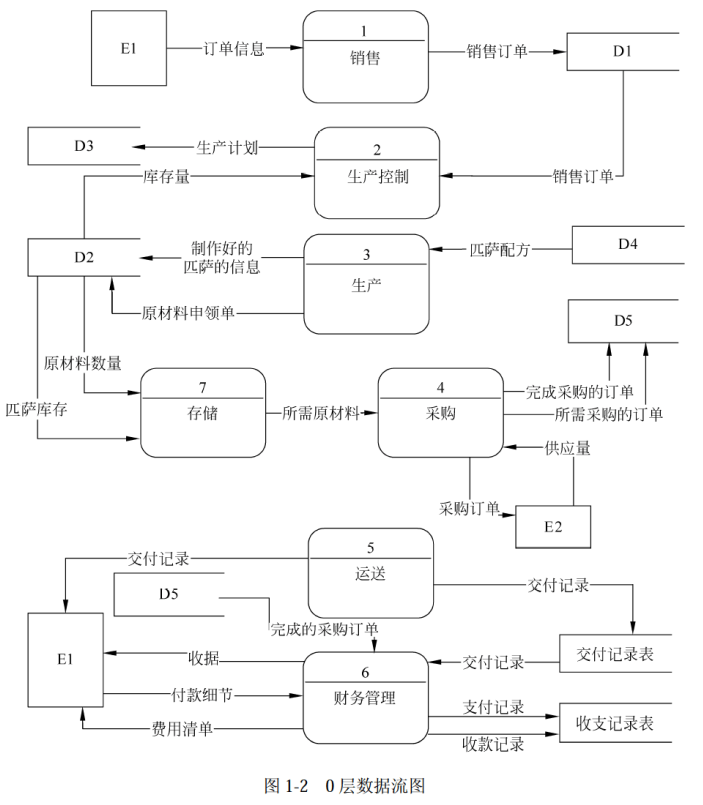 E1
订单信息
1
销售
销售订单
D1
D3
生产计划
2
生产控制
库存量
销售订单
D2
制作好的
匹萨的信息
3
生产
匹萨配方
D4
原材料申领单
D5
原材料数量
匹萨库存
7
存储
所需原材料
4
采购
完成采购的订单
所需采购的订单
供应量
采购订单
E2
交付记录
5
运送
交付记录
D5
完成的采购订单
E1
收据
6
财务管理
交付记录
交付记录表
付款细节
费用清单
支付记录
收款记录
收支记录表
图 1-2 0 层数据流图